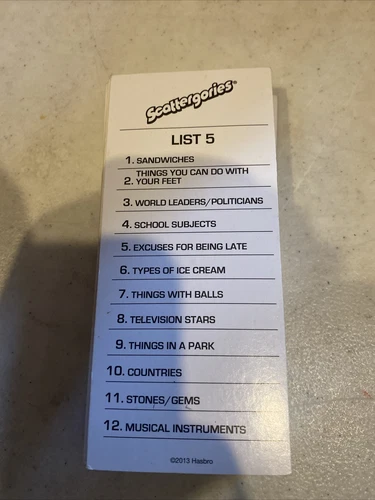 Scattergories®
LIST 5
1. SANDWICHES
THINGS YOU CAN DO WITH
2. YOUR FEET
3. WORLD LEADERS/POLITICIANS
4. SCHOOL SUBJECTS
5. EXCUSES FOR BEING LATE
6. TYPES OF ICE CREAM
7. THINGS WITH BALLS
8. TELEVISION STARS
9. THINGS IN A PARK
10. COUNTRIES
11. STONES/GEMS
12. MUSICAL INSTRUMENTS
©2013 Hasbro